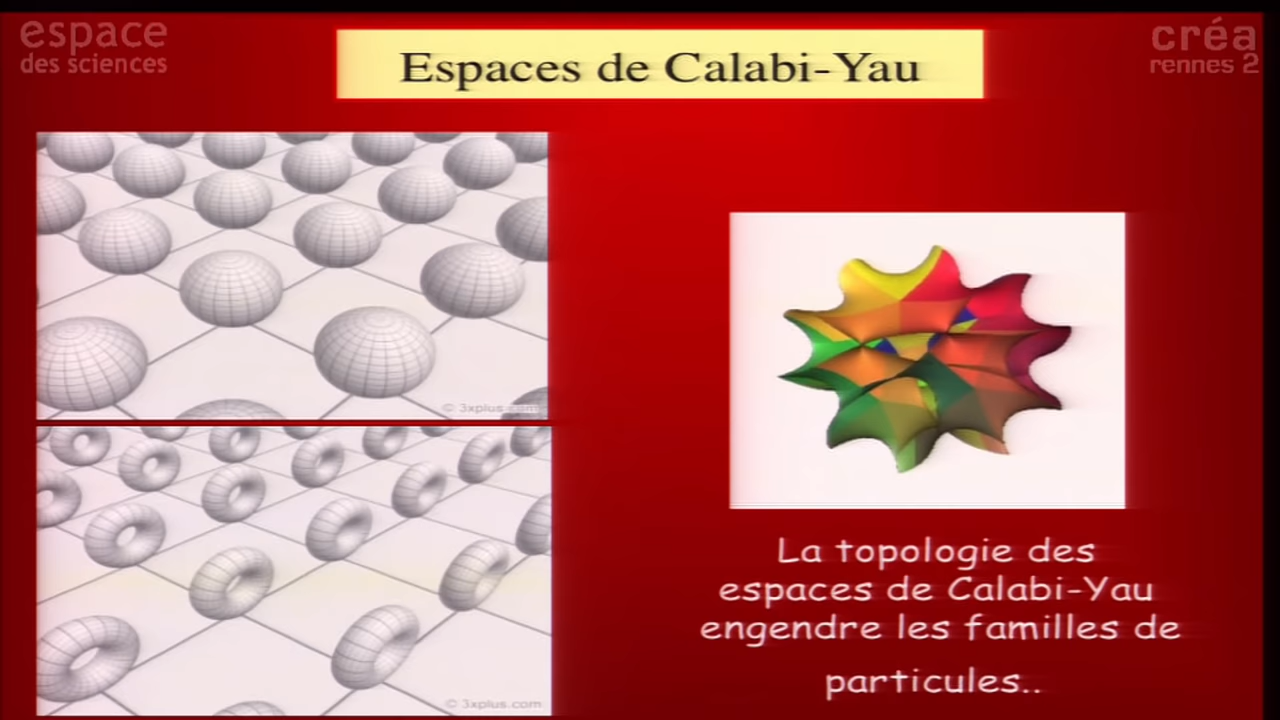 espace
des sciences
créa
rennes 2
Espaces de Calabi-Yau
© 3xplus.com
© 3xplus.com
La topologie des
espaces de Calabi-Yau
engendre les familles de
particules..